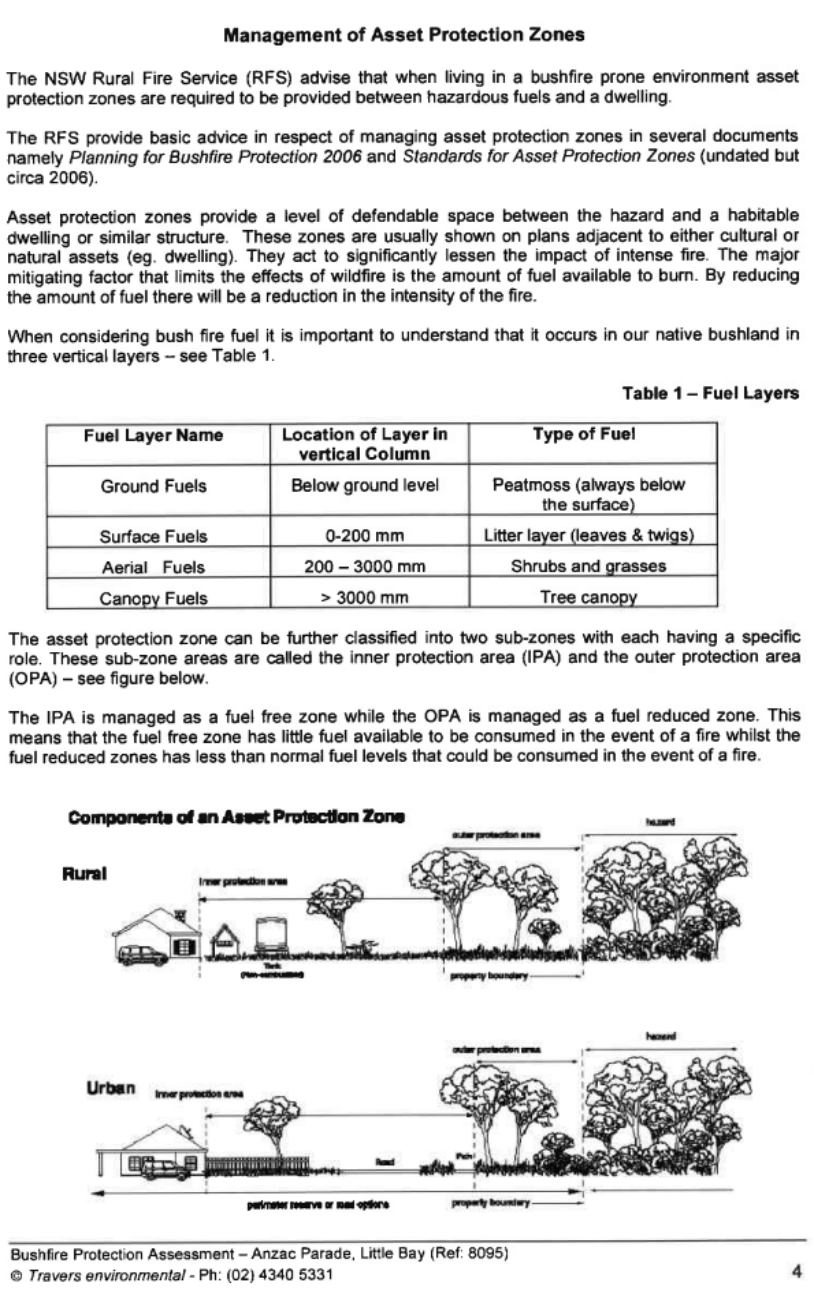 Management of Asset Protection Zones
The NSW Rural Fire Service (RFS) advise that when living in a bushfire prone environment asset
protection zones are required to be provided between hazardous fuels and a dwelling.
The RFS provide basic advice in respect of managing asset protection zones in several documents
namely Planning for Bushfire Protection 2006 and Standards for Asset Protection Zones (undated but
circa 2006).
Asset protection zones provide a level of defendable space between the hazard and a habitable
dwelling or similar structure. These zones are usually shown on plans adjacent to either cultural or
natural assets (eg. dwelling). They act to significantly lessen the impact of intense fire. The major
mitigating factor that limits the effects of wildfire is the amount of fuel available to burn. By reducing
the amount of fuel there will be a reduction in the intensity of the fire.
When considering bush fire fuel it is important to understand that it occurs in our native bushland in
three vertical layers – see Table 1.
Table 1 – Fuel Layers
Fuel Layer Name Location of Layer in Type of Fuel
vertical Column
Ground Fuels Below ground level Peatmoss (always below
the surface)
Surface Fuels 0-200 mm Litter layer (leaves & twigs)
Aerial Fuels 200 – 3000 mm Shrubs and grasses
Canopy Fuels > 3000 mm Tree canopy
The asset protection zone can be further classified into two sub-zones with each having a specific
role. These sub-zone areas are called the inner protection area (IPA) and the outer protection area
(OPA) – see figure below.
The IPA is managed as a fuel free zone while the OPA is managed as a fuel reduced zone. This
means that the fuel free zone has little fuel available to be consumed in the event of a fire whilst the
fuel reduced zones has less than normal fuel levels that could be consumed in the event of a fire.
Components of an Asset Protection Zone
hazard
outer protection area
Rural
Inner protection area
Tank
property boundary
hazard
outer protection area
Urban
Inner protection area
Road
Path
perimeter reserve or road options
property boundary
Bushfire Protection Assessment – Anzac Parade, Little Bay (Ref: 8095)
© Travers environmental - Ph: (02) 4340 5331
4